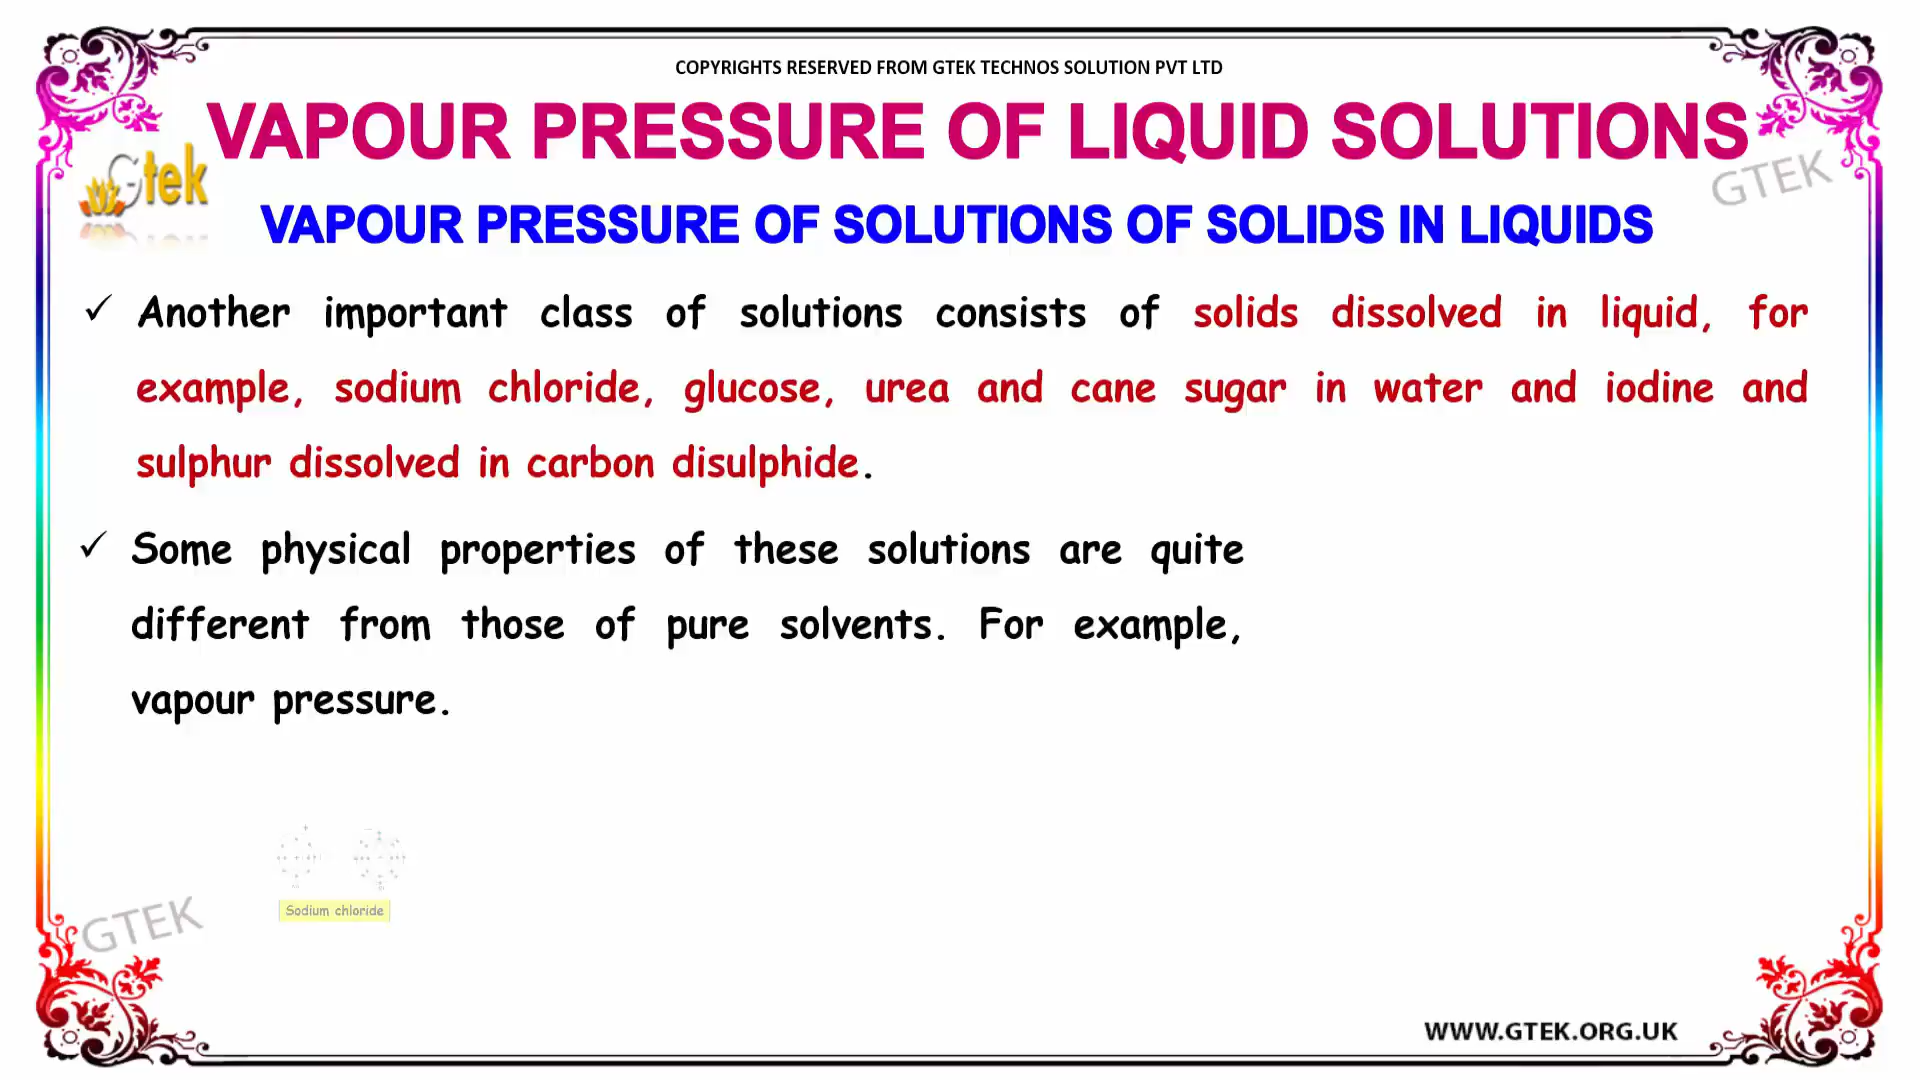 COPYRIGHTS RESERVED FROM GTEK TECHNOS SOLUTION PVT LTD
VAPOUR PRESSURE OF LIQUID SOLUTIONS
Gtek
GTEK
VAPOUR PRESSURE OF SOLUTIONS OF SOLIDS IN LIQUIDS
✓ Another important class of solutions consists of solids dissolved in liquid, for
example, sodium chloride, glucose, urea and cane sugar in water and iodine and
sulphur dissolved in carbon disulphide.
✓ Some physical properties of these solutions are quite
different from those of pure solvents. For example,
vapour pressure.
Sodium chloride
GTEK
WWW.GTEK.ORG.UK